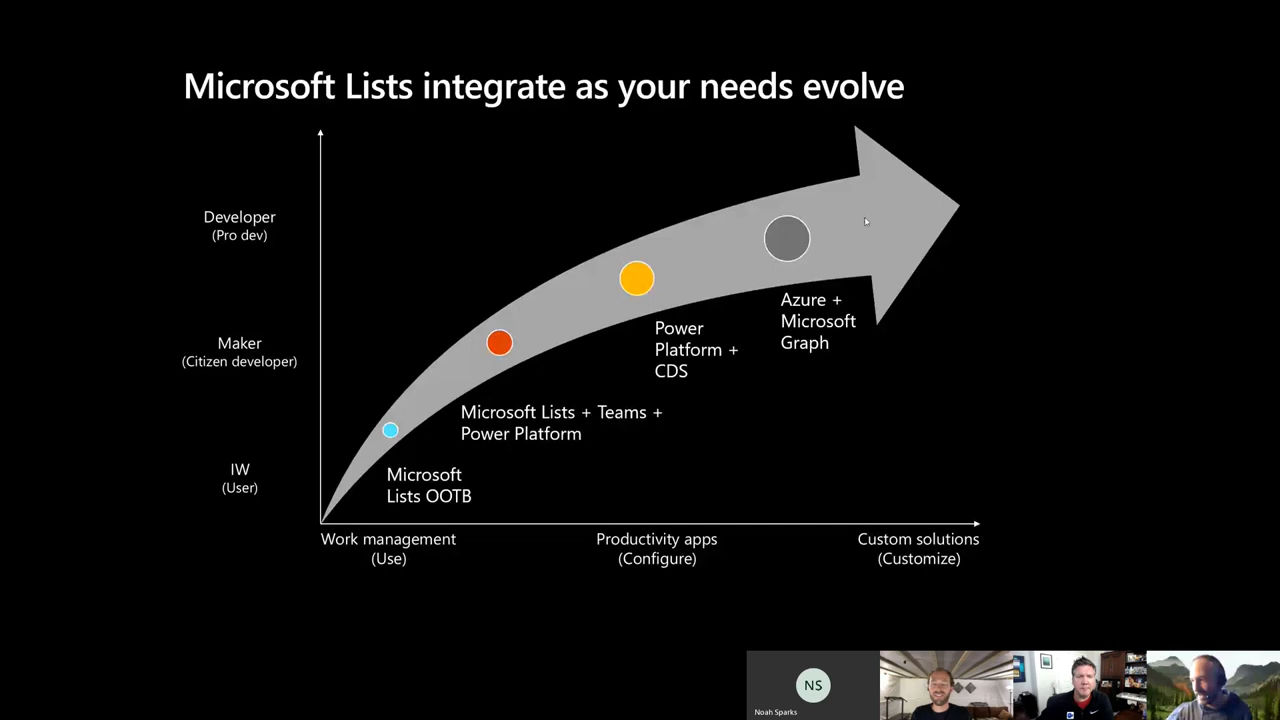 Microsoft Lists integrate as your needs evolve
Developer
(Pro dev)
Maker
(Citizen developer)
IW
(User)
Azure +
Microsoft
Graph
Power
Platform +
CDS
Microsoft Lists + Teams +
Power Platform
Microsoft
Lists OOTB
Work management
(Use)
Productivity apps
(Configure)
Custom solutions
(Customize)
NS
Noah Sparks